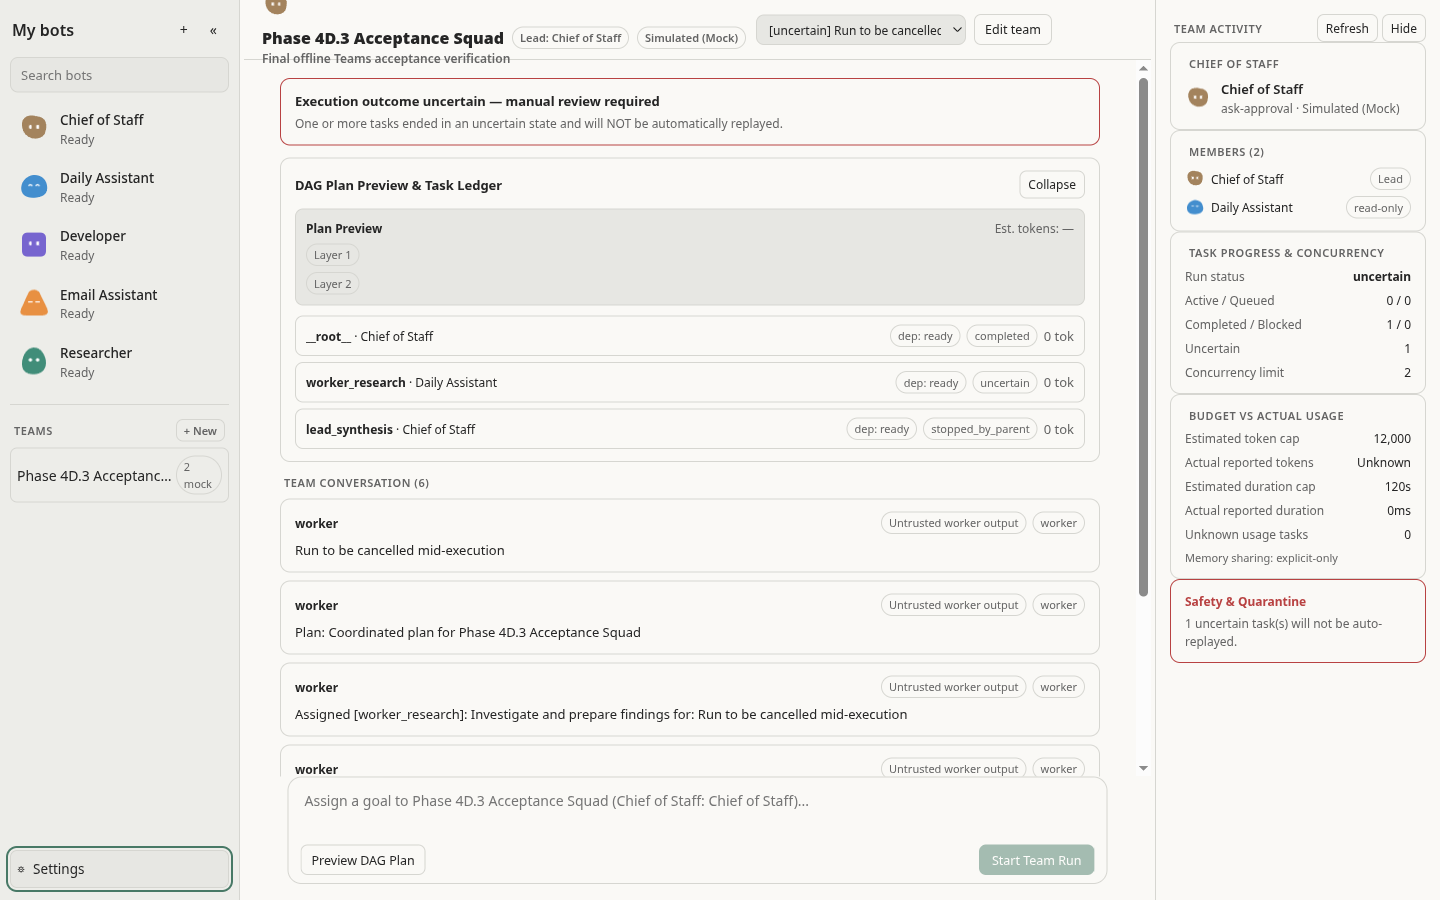 My bots
+
«
Search bots
Chief of Staff
Ready
Daily Assistant
Ready
Developer
Ready
Email Assistant
Ready
Researcher
Ready
TEAMS
+ New
Phase 4D.3 Acceptanc...
2
mock
Settings
Phase 4D.3 Acceptance Squad
Lead: Chief of Staff
Simulated (Mock)
[uncertain] Run to be cancellec
Edit team
Final offline Teams acceptance verification
Execution outcome uncertain — manual review required
One or more tasks ended in an uncertain state and will NOT be automatically replayed.
DAG Plan Preview & Task Ledger
Collapse
Plan Preview
Est. tokens: —
Layer 1
Layer 2
__root__ · Chief of Staff
dep: ready
completed
0 tok
worker_research · Daily Assistant
dep: ready
uncertain
0 tok
lead_synthesis · Chief of Staff
dep: ready
stopped_by_parent
0 tok
TEAM CONVERSATION (6)
worker
Untrusted worker output
worker
Run to be cancelled mid-execution
worker
Untrusted worker output
worker
Plan: Coordinated plan for Phase 4D.3 Acceptance Squad
worker
Untrusted worker output
worker
Assigned [worker_research]: Investigate and prepare findings for: Run to be cancelled mid-execution
worker
Untrusted worker output
worker
Assign a goal to Phase 4D.3 Acceptance Squad (Chief of Staff: Chief of Staff)...
Preview DAG Plan
Start Team Run
TEAM ACTIVITY
Refresh
Hide
CHIEF OF STAFF
Chief of Staff
ask-approval · Simulated (Mock)
MEMBERS (2)
Chief of Staff
Lead
Daily Assistant
read-only
TASK PROGRESS & CONCURRENCY
Run status
uncertain
Active / Queued
0 / 0
Completed / Blocked
1 / 0
Uncertain
1
Concurrency limit
2
BUDGET VS ACTUAL USAGE
Estimated token cap
12,000
Actual reported tokens
Unknown
Estimated duration cap
120s
Actual reported duration
0ms
Unknown usage tasks
0
Memory sharing: explicit-only
Safety & Quarantine
1 uncertain task(s) will not be auto-
replayed.